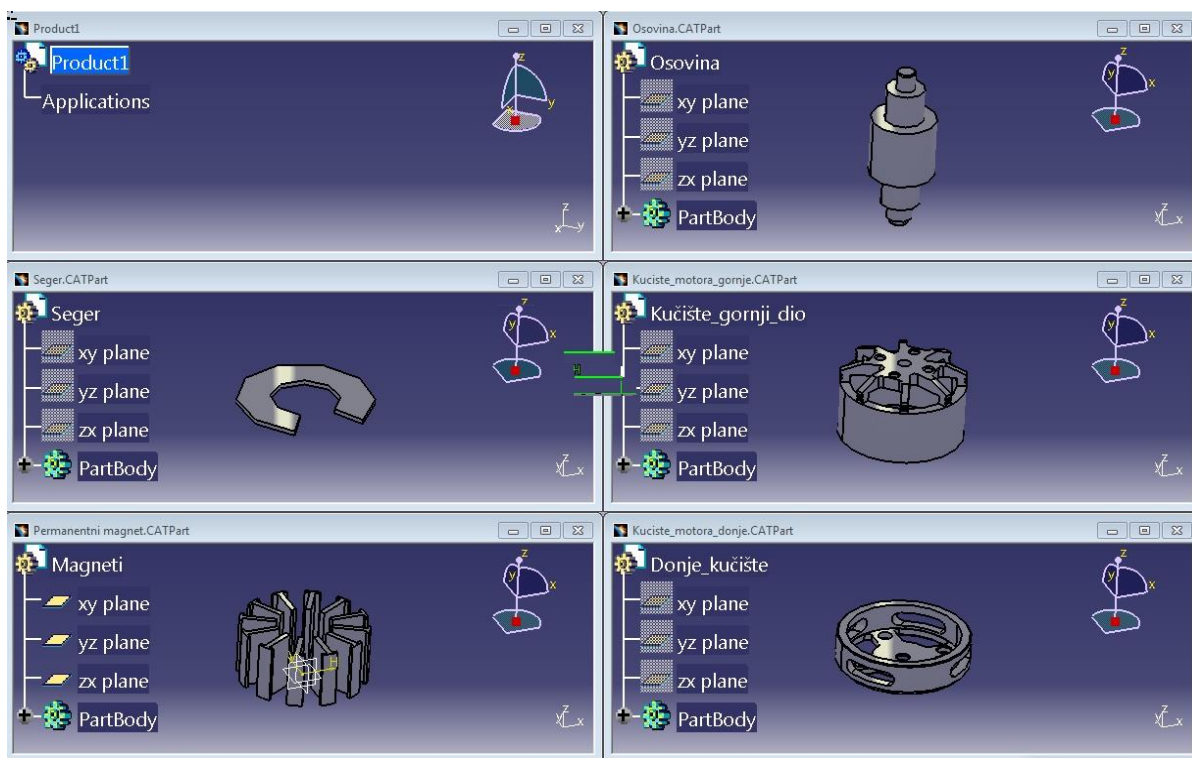 Product1
Product1
Applications
z
y
x
z
x
y
Osovina.CATPart
Osovina
xy plane
yz plane
zx plane
PartBody
z
y
x
z
y
x
Seger.CATPart
Seger
xy plane
yz plane
zx plane
PartBody
z
y
x
z
y
x
H
Kuciste_motora_gornje.CATPart
Kučište_gornji_dio
xy plane
yz plane
zx plane
PartBody
z
y
x
z
y
x
Permanentni magnet.CATPart
Magneti
xy plane
yz plane
zx plane
PartBody
z
y
x
z
y
x
Kuciste_motora_donje.CATPart
Donje_kučište
xy plane
yz plane
zx plane
PartBody
z
y
x
z
y
x